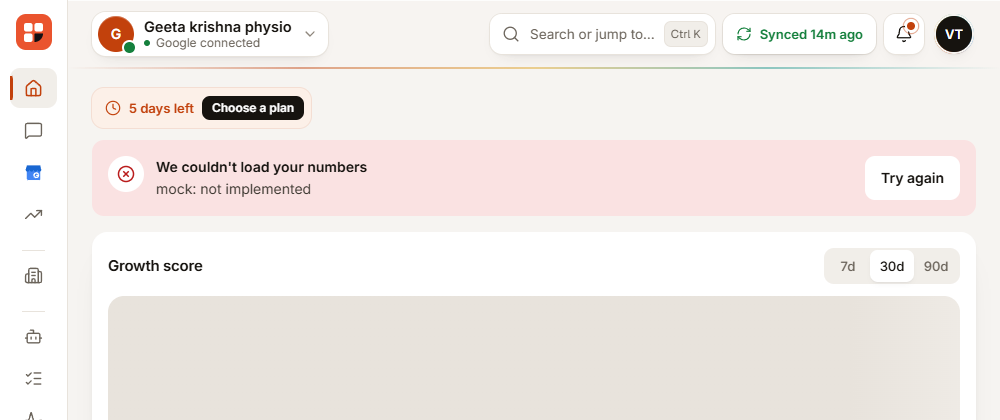 G
Geeta krishna physio
Google connected
Search or jump to...
Ctrl K
Synced 14m ago
VT
5 days left
Choose a plan
We couldn't load your numbers
mock: not implemented
Try again
G
Growth score
7d
30d
90d